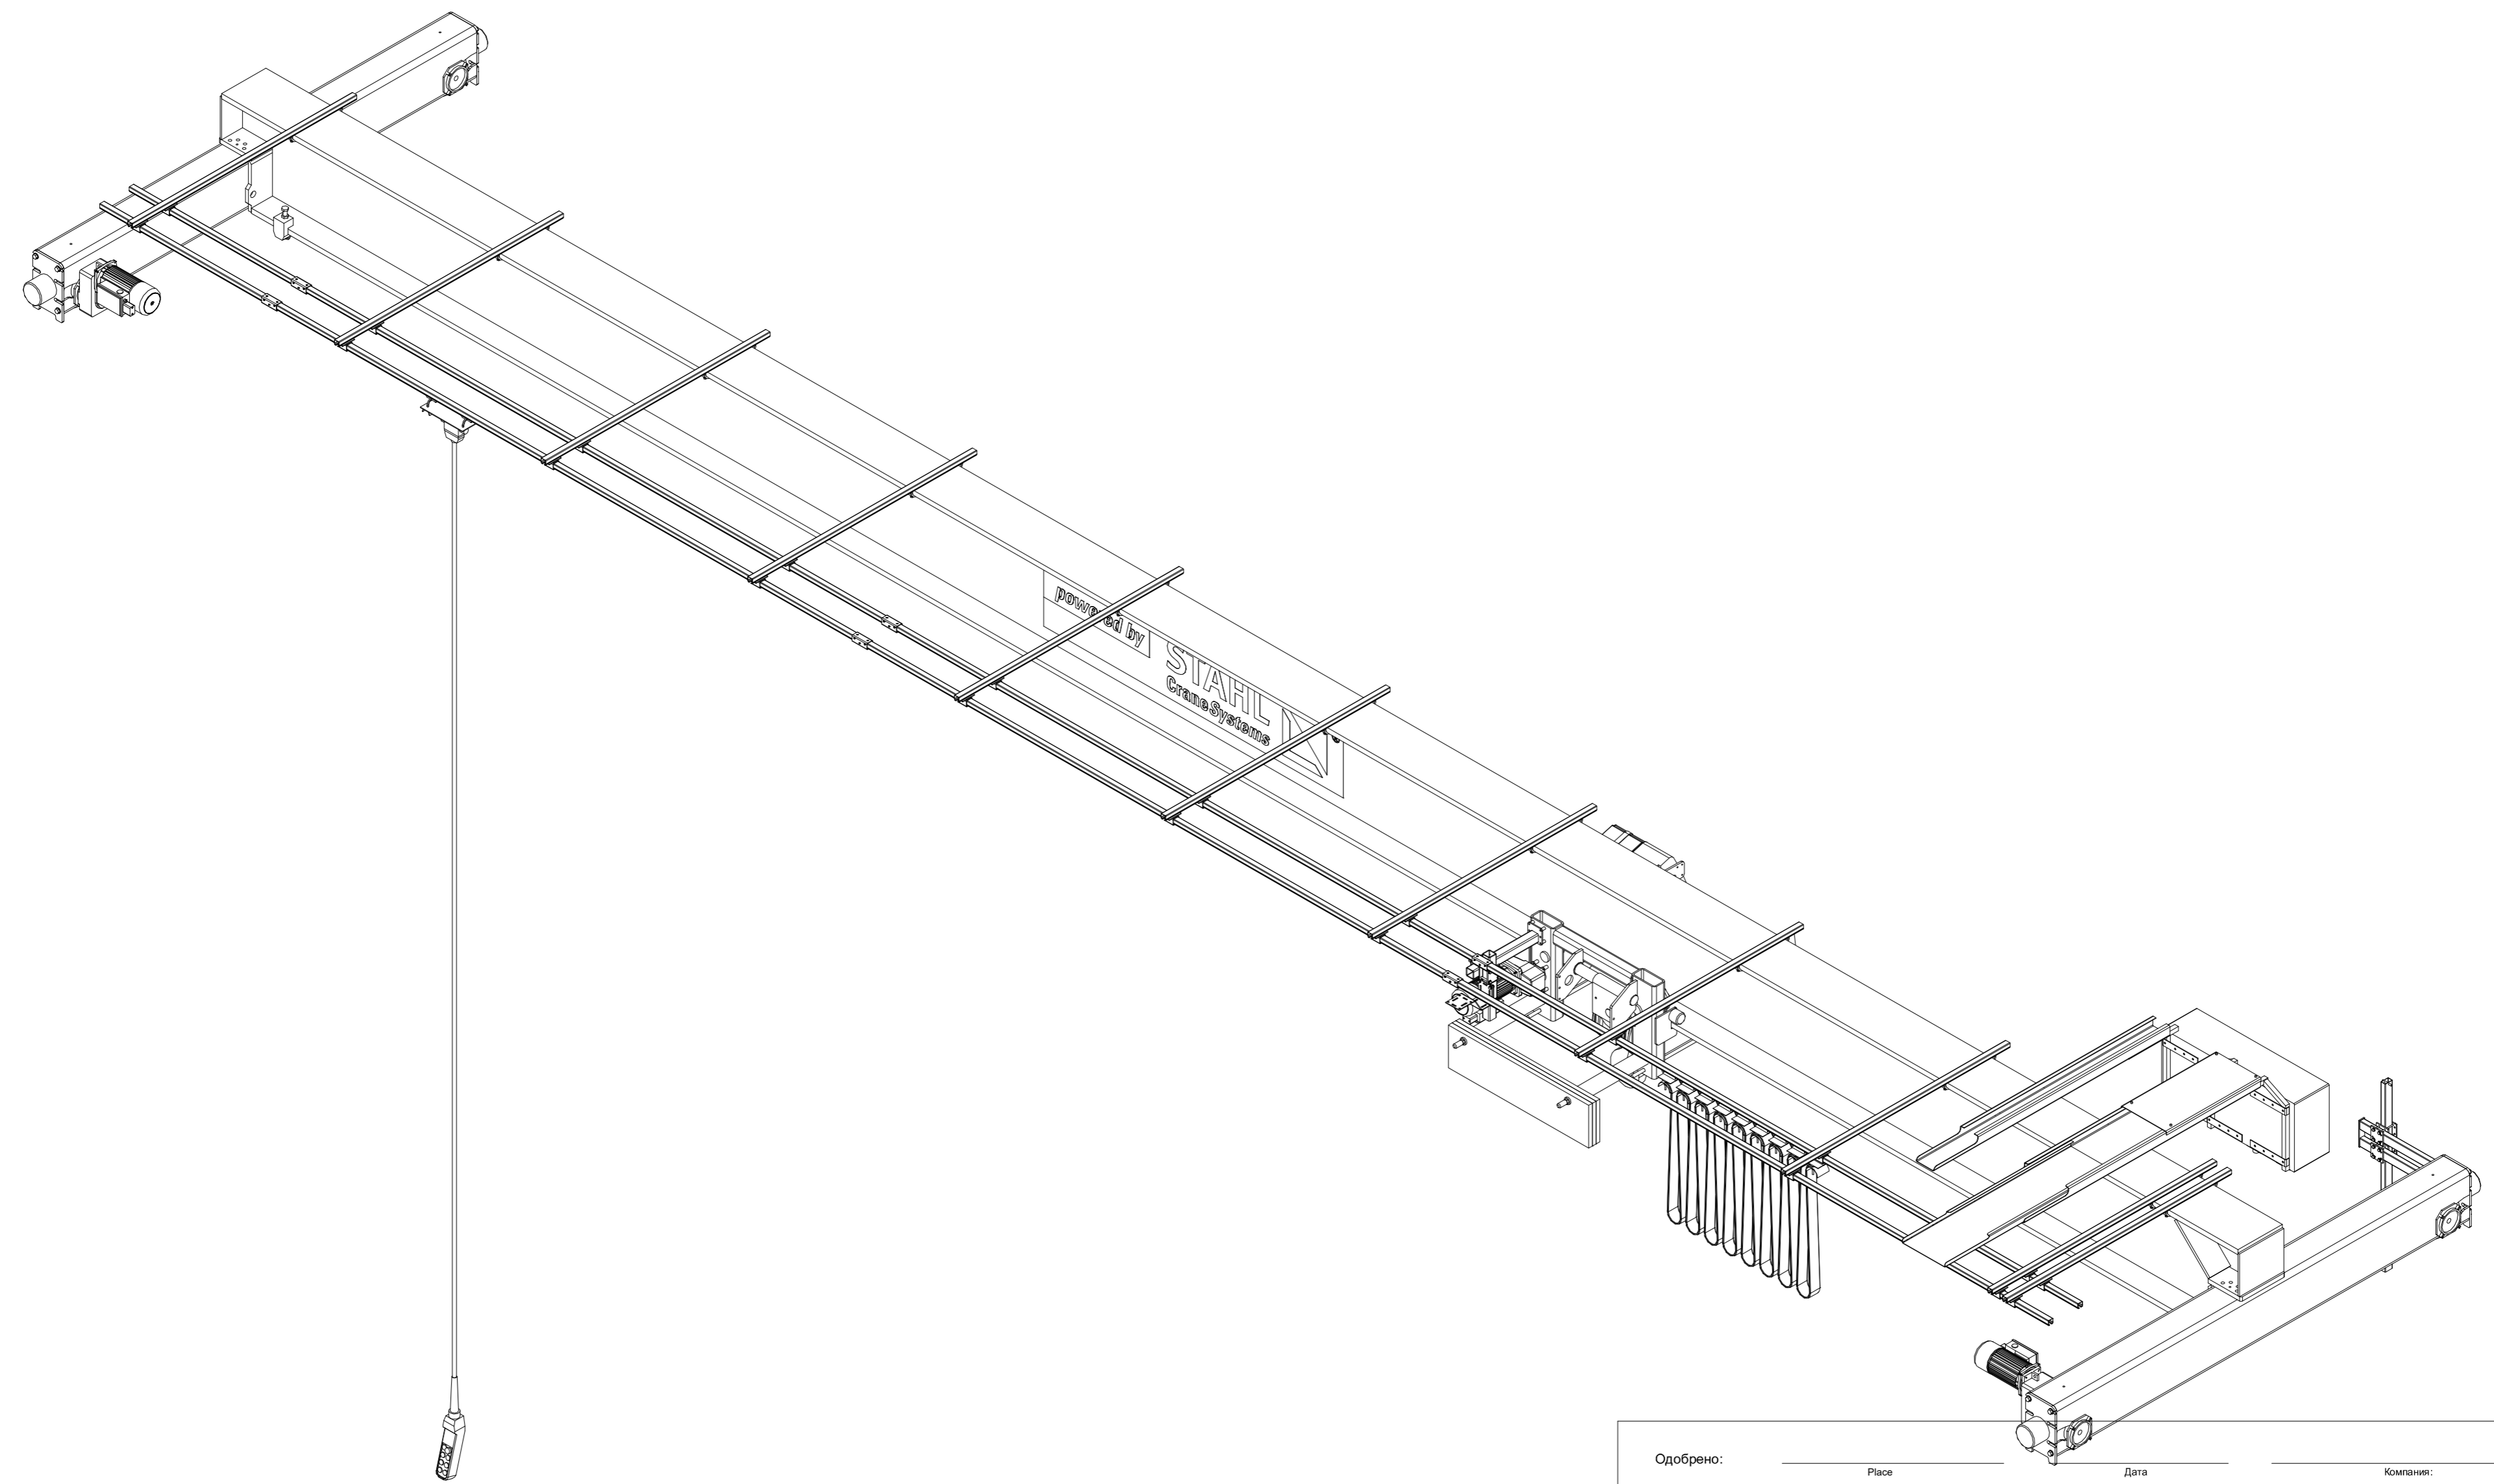 powered by
STAHL
CraneSystems
Одобрено:
Place
Дата
Компания: